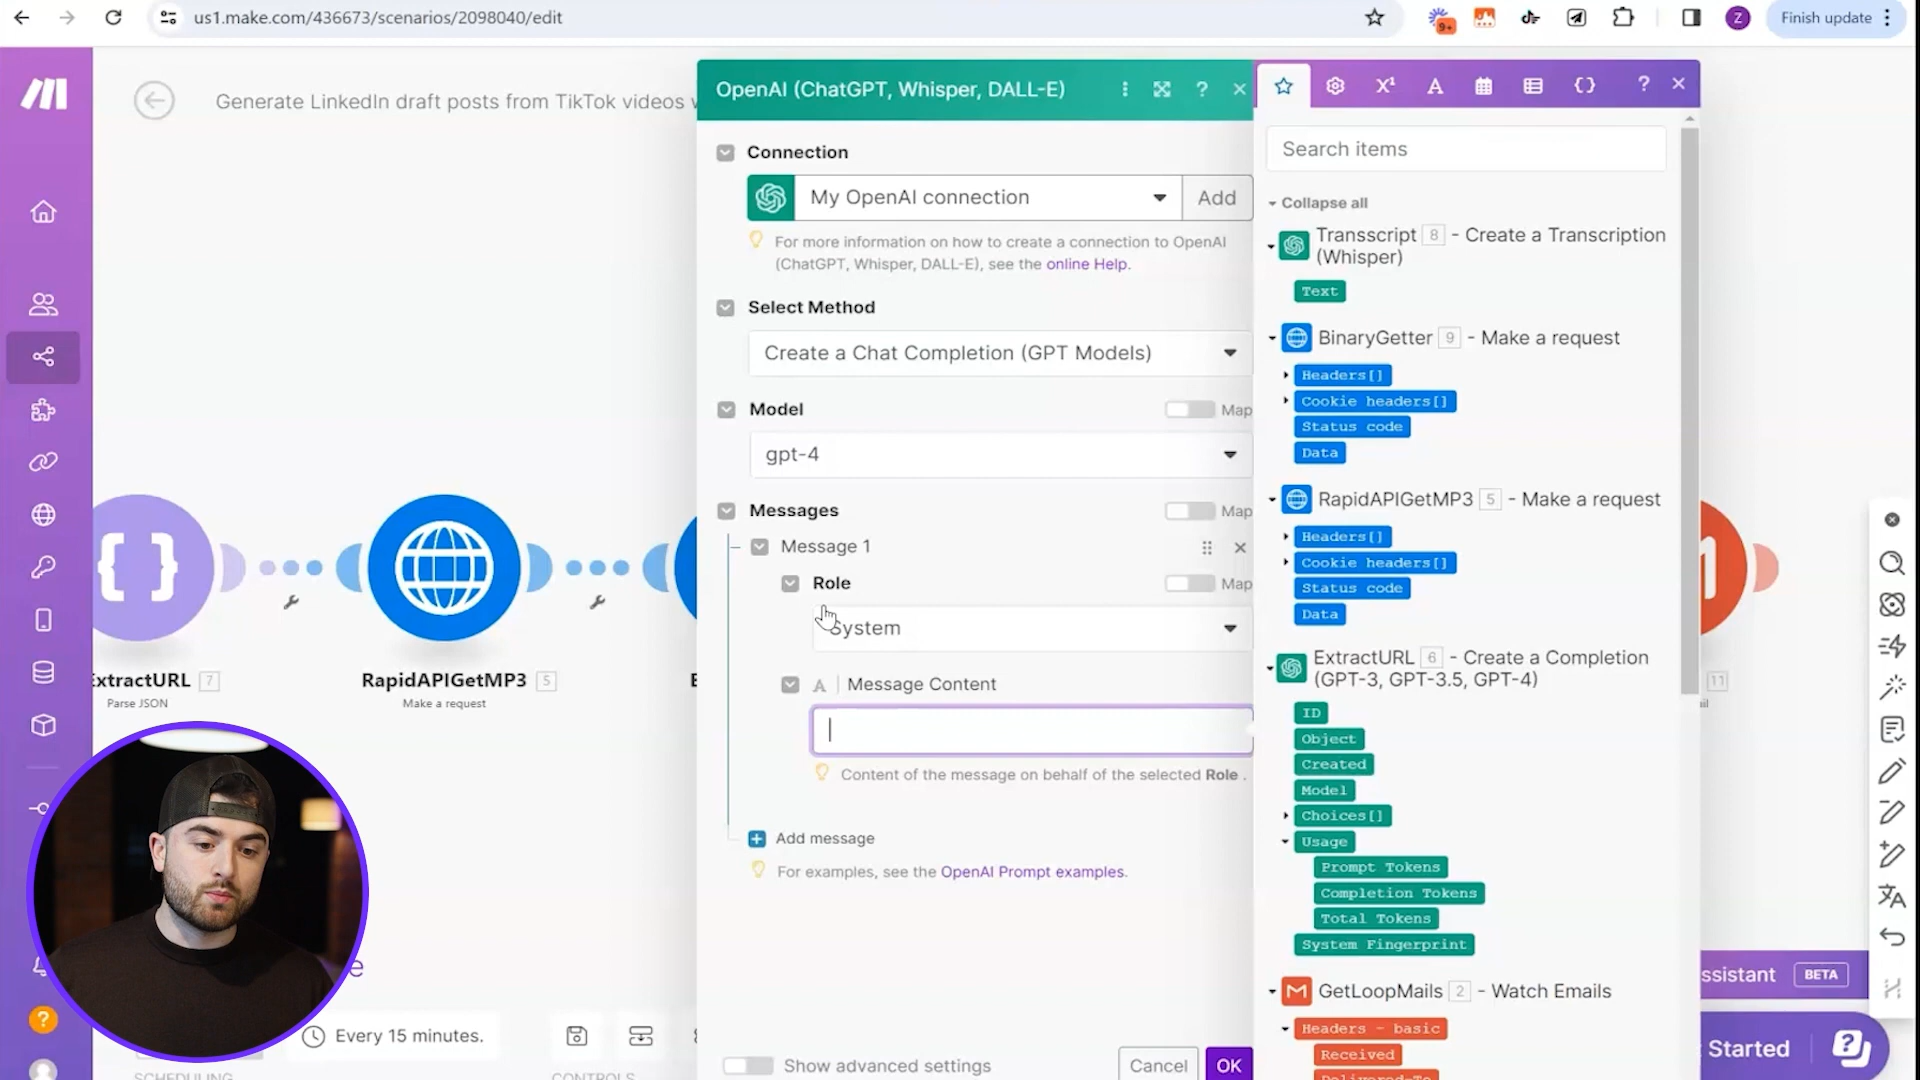 us1.make.com/436673/scenarios/2098040/edit
9+
Z
Finish update
Generate LinkedIn draft posts from TikTok videos
OpenAI (ChatGPT, Whisper, DALL-E)
Connection
My OpenAI connection
Add
For more information on how to create a connection to OpenAI
(ChatGPT, Whisper, DALL-E), see the online Help.
Select Method
Create a Chat Completion (GPT Models)
Model
Map
gpt-4
Messages
Map
Message 1
Role
Map
System
A | Message Content
Content of the message on behalf of the selected Role .
Add message
For examples, see the OpenAI Prompt examples.
Show advanced settings
Cancel
OK
Search items
Collapse all
Transscript 8 - Create a Transcription
(Whisper)
Text
BinaryGetter 9 - Make a request
Headers[]
Cookie headers[]
Status code
Data
RapidAPIGetMP3 5 - Make a request
Headers[]
Cookie headers[]
Status code
Data
ExtractURL 6 - Create a Completion
(GPT-3, GPT-3.5, GPT-4)
ID
Object
Created
Model
Choices[]
Usage
Prompt Tokens
Completion Tokens
Total Tokens
System Fingerprint
GetLoopMails 2 - Watch Emails
Headers - basic
Received
ExtractURL 7
Parse JSON
RapidAPIGetMP3 5
Make a request
11
Every 15 minutes.
SCHEDULING
CONTROLS
ssistant BETA
Started